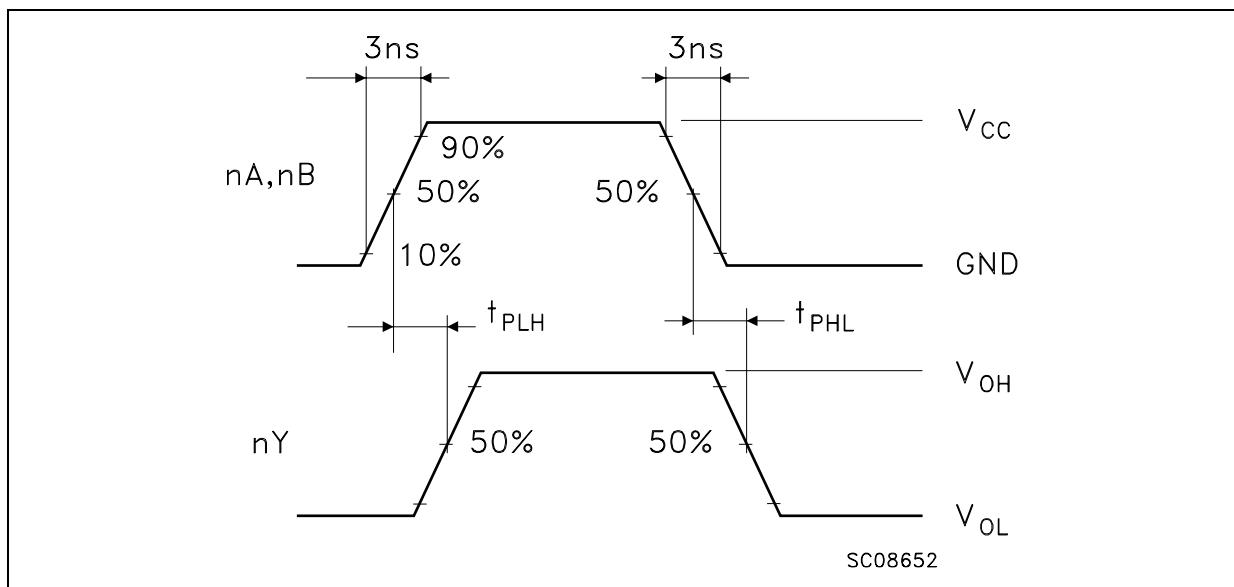 3ns 3ns
V_CC
90%
nA,nB 50% 50%
10%
GND
t_PLH t_PHL
V_OH
nY 50% 50%
V_OL
SC08652